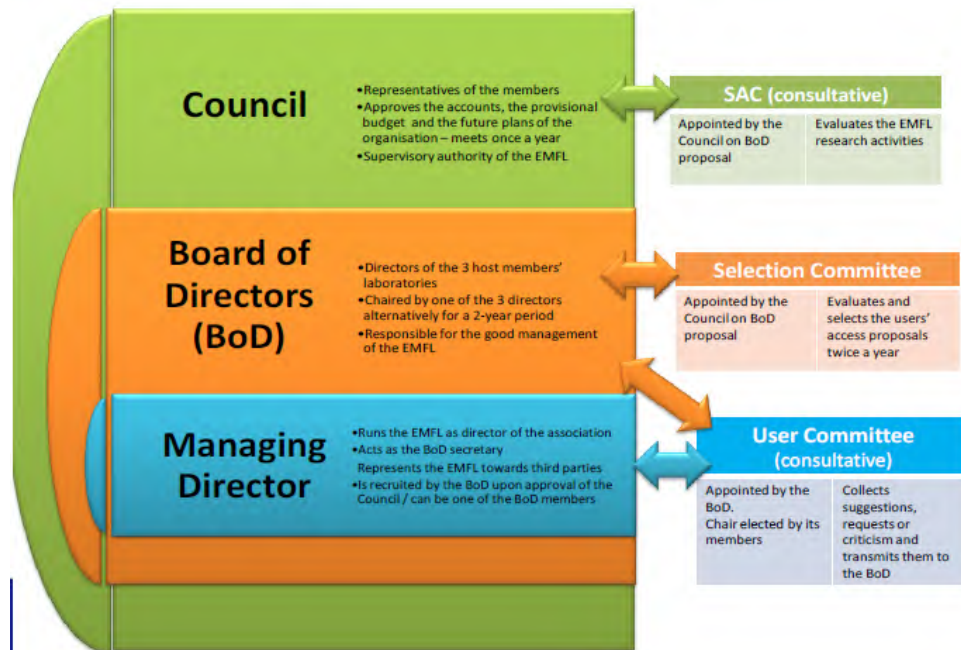 Council
•Representatives of the members
•Approves the accounts, the provisional
budget and the future plans of the
organisation – meets once a year
•Supervisory authority of the EMFL
SAC (consultative)
Appointed by the
Council on BoD
proposal
Evaluates the EMFL
research activities
Board of
Directors
(BoD)
•Directors of the 3 host members'
laboratories
•Chaired by one of the 3 directors
alternatively for a 2-year period
•Responsible for the good management
of the EMFL
Selection Committee
Appointed by the
Council on BoD
proposal
Evaluates and
selects the users'
access proposals
twice a year
Managing
Director
•Runs the EMFL as director of the association
•Acts as the BoD secretary
Represents the EMFL towards third parties
•Is recruited by the BoD upon approval of the
Council / can be one of the BoD members
User Committee
(consultative)
Appointed by the
BoD.
Chair elected by its
members
Collects
suggestions,
requests or
criticism and
transmits them to
the BoD